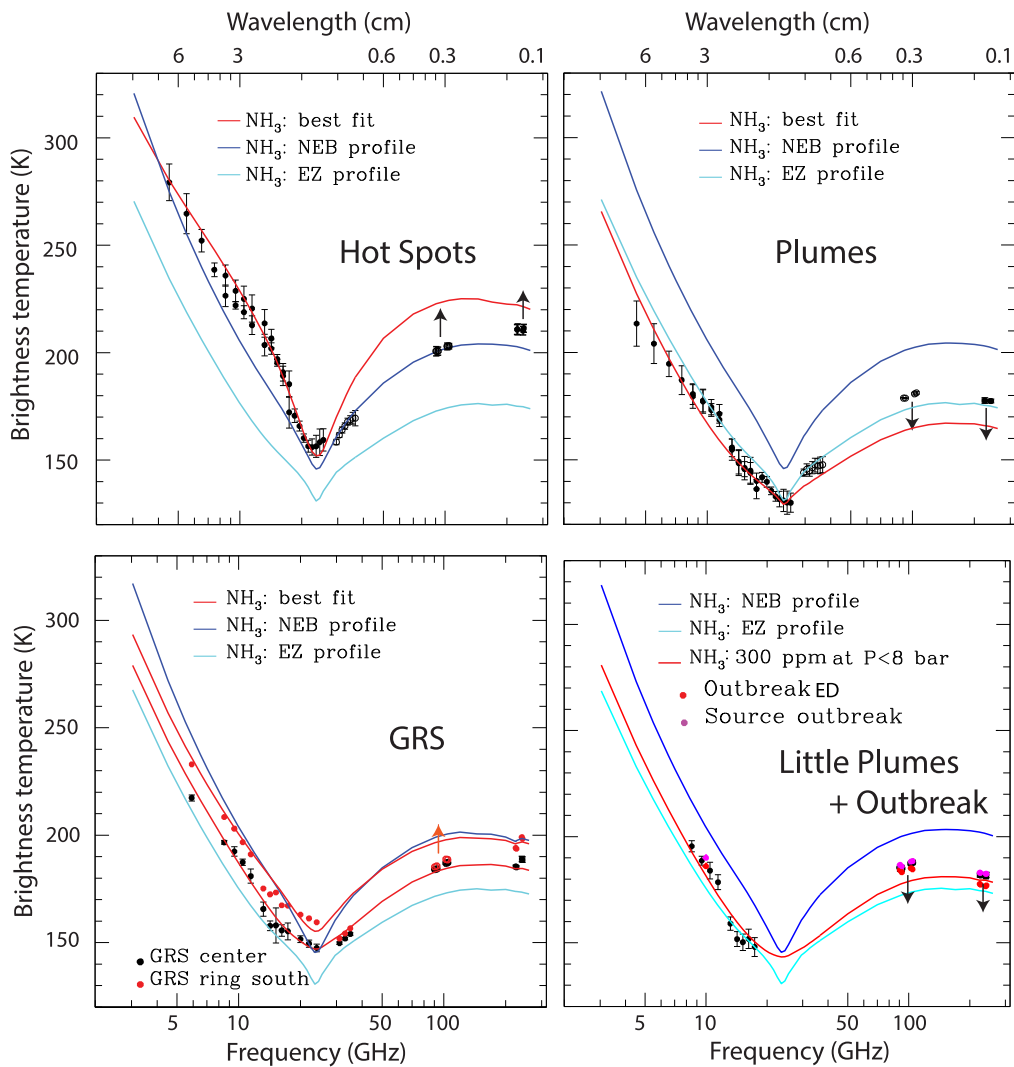 Wavelength (cm)
Wavelength (cm)
6 3 0.6 0.3 0.1
6 3 0.6 0.3 0.1
Brightness temperature (K)
300
250
200
150
NH3: best fit
NH3: NEB profile
NH3: EZ profile
Hot Spots
NH3: best fit
NH3: NEB profile
NH3: EZ profile
Plumes
Brightness temperature (K)
300
250
200
150
NH3: best fit
NH3: NEB profile
NH3: EZ profile
GRS
GRS center
GRS ring south
NH3: NEB profile
NH3: EZ profile
NH3: 300 ppm at P<8 bar
Outbreak ED
Source outbreak
Little Plumes
+ Outbreak
5 10 50 100
5 10 50 100
Frequency (GHz)
Frequency (GHz)